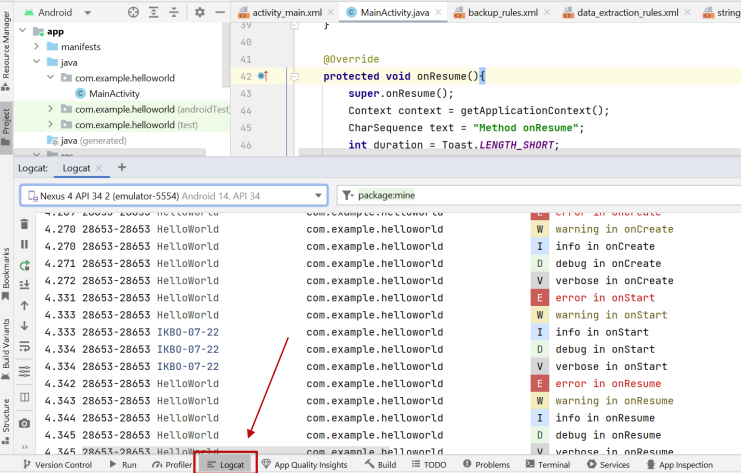 Android
activity_main.xml
MainActivity.java
backup_rules.xml
data_extraction_rules.xml
string
Resource Manager
Project
Bookmarks
Build Variants
Structure
app
manifests
java
com.example.helloworld
MainActivity
com.example.helloworld (androidTest)
com.example.helloworld (test)
java (generated)
res
39 }
40
41 @Override
42 protected void onResume(){
43 super.onResume();
44 Context context = getApplicationContext();
45 CharSequence text = "Method onResume";
46 int duration = Toast.LENGTH_SHORT;
Logcat: Logcat
Nexus 4 API 34 2 (emulator-5554) Android 14, API 34
package:mine
4.269 28653-28653 HelloWorld com.example.helloworld E error in onCreate
4.270 28653-28653 HelloWorld com.example.helloworld W warning in onCreate
4.270 28653-28653 HelloWorld com.example.helloworld I info in onCreate
4.271 28653-28653 HelloWorld com.example.helloworld D debug in onCreate
4.272 28653-28653 HelloWorld com.example.helloworld V verbose in onCreate
4.331 28653-28653 HelloWorld com.example.helloworld E error in onStart
4.333 28653-28653 HelloWorld com.example.helloworld W warning in onStart
4.333 28653-28653 IKBO-07-22 com.example.helloworld I info in onStart
4.334 28653-28653 IKBO-07-22 com.example.helloworld D debug in onStart
4.334 28653-28653 IKBO-07-22 com.example.helloworld V verbose in onStart
4.342 28653-28653 HelloWorld com.example.helloworld E error in onResume
4.343 28653-28653 HelloWorld com.example.helloworld W warning in onResume
4.344 28653-28653 HelloWorld com.example.helloworld I info in onResume
4.345 28653-28653 HelloWorld com.example.helloworld D debug in onResume
4.345 28653-28653 HelloWorld com.example.helloworld V verbose in onResume
Version Control Run Profiler Logcat App Quality Insights Build TODO Problems Terminal Services App Inspection